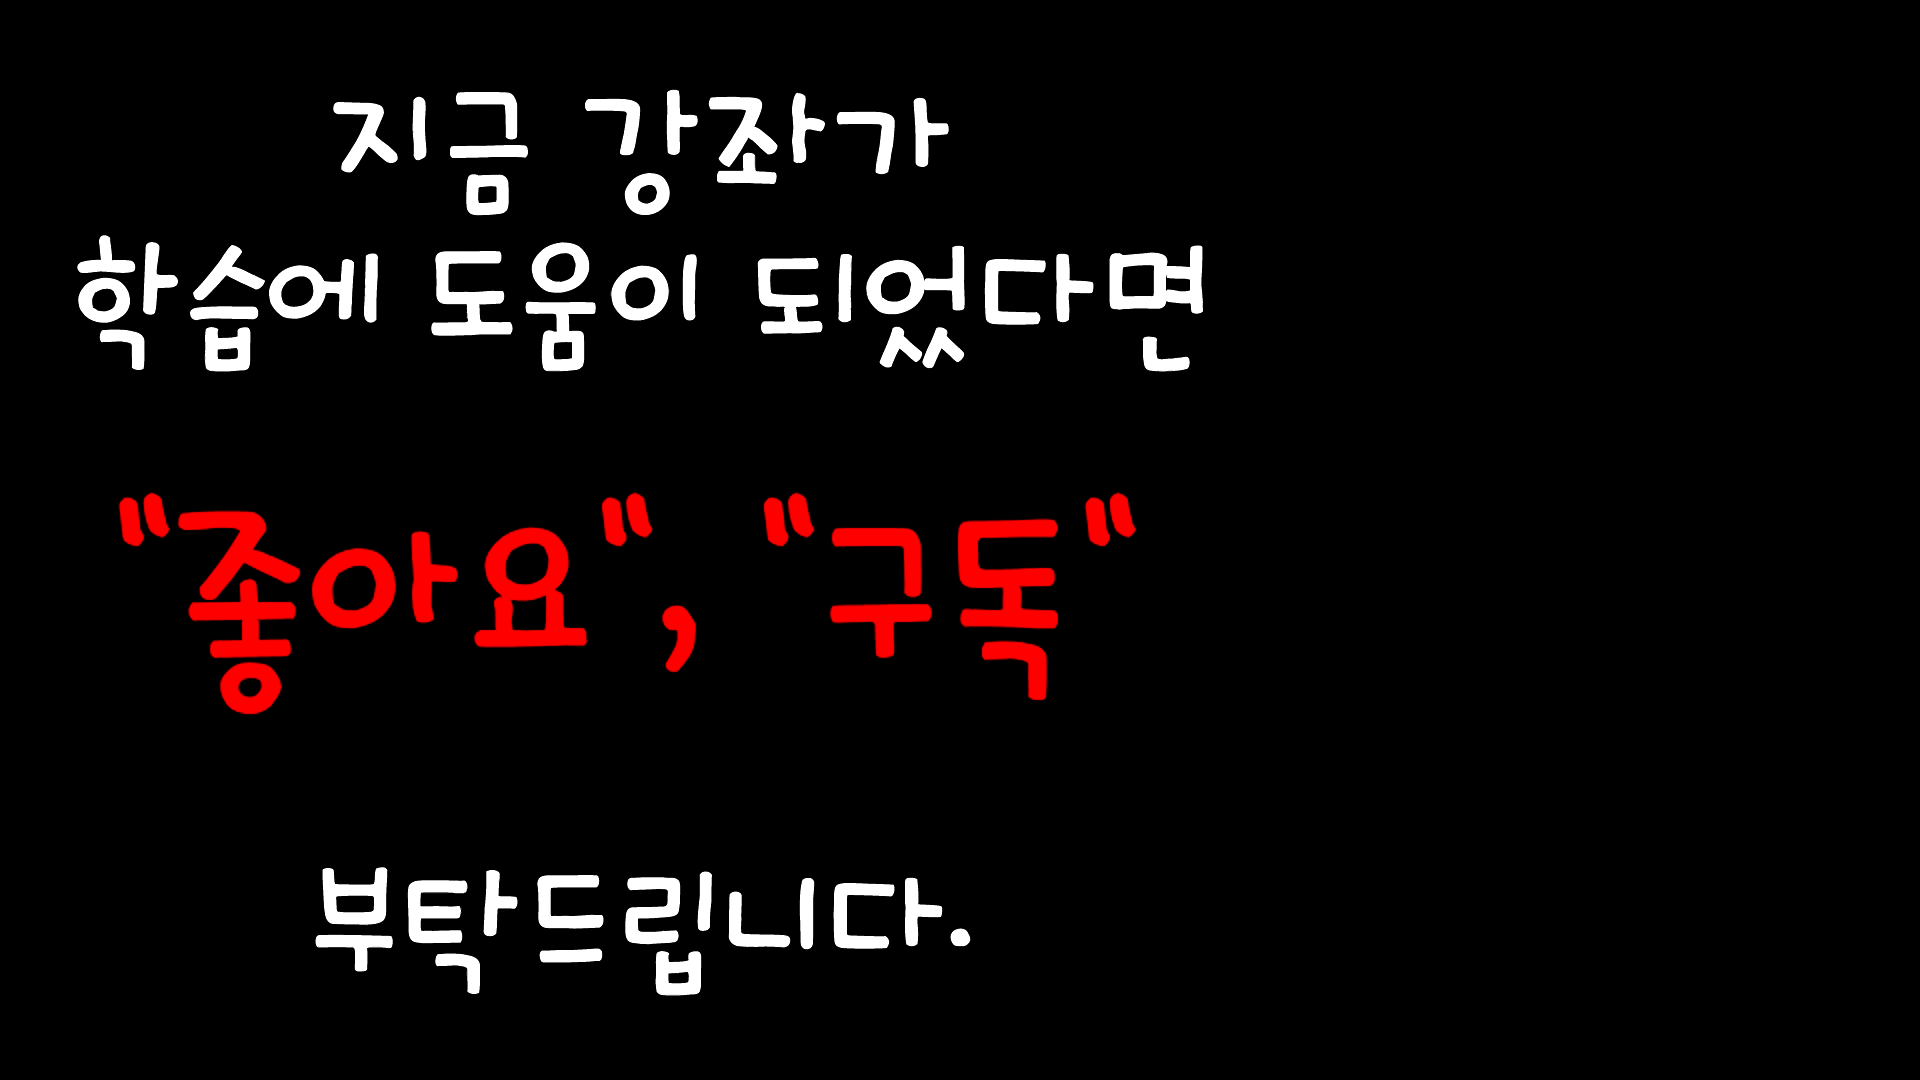 지금 강좌가
학습에 도움이 되었다면
"좋아요", "구독"
부탁드립니다.